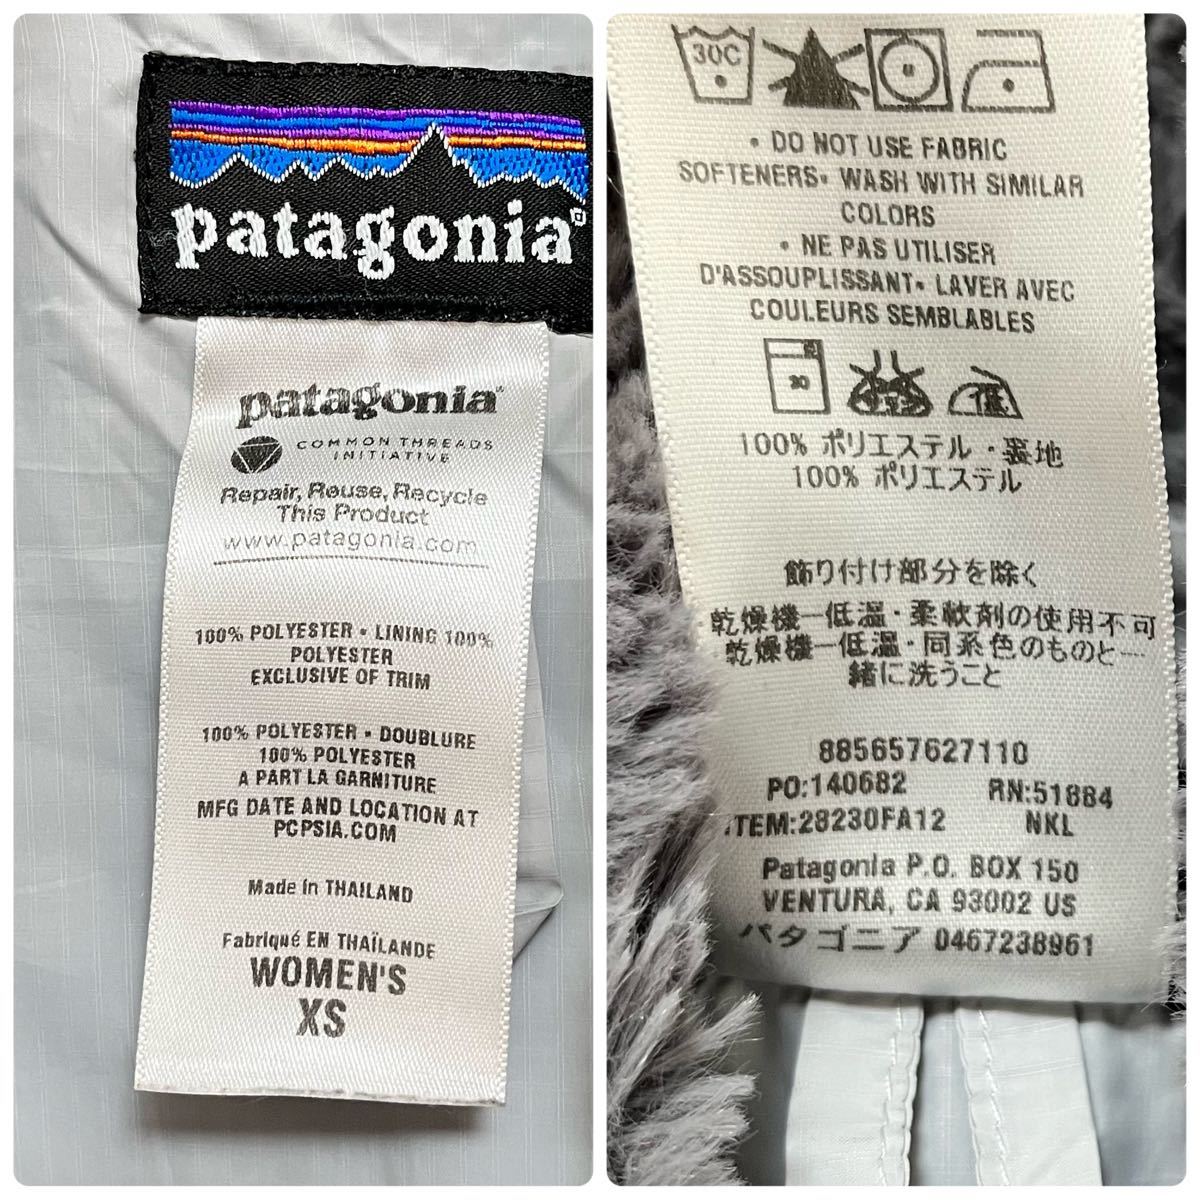 patagonia®
patagonia®
COMMON THREADS
INITIATIVE
Repair, Reuse, Recycle
This Product
www.patagonia.com
100% POLYESTER • LINING 100%
POLYESTER
EXCLUSIVE OF TRIM
100% POLYESTER • DOUBLURE
100% POLYESTER
A PART LA GARNITURE
MFG DATE AND LOCATION AT
PCPSIA.COM
Made in THAILAND
Fabriqué EN THAÏLANDE
WOMEN'S
XS
30C
• DO NOT USE FABRIC
SOFTENERS• WASH WITH SIMILAR
COLORS
• NE PAS UTILISER
D'ASSOUPLISSANT• LAVER AVEC
COULEURS SEMBLABLES
30 低
100% ポリエステル・裏地
100% ポリエステル
飾り付け部分を除く
乾燥機ー低温・柔軟剤の使用不可
乾燥機ー低温・同系色のものと一
緒に洗うこと
885657627110
PO:140682 RN:51884
ITEM:28230FA12 NKL
Patagonia P.O. BOX 150
VENTURA, CA 93002 US
パタゴニア 0467238961